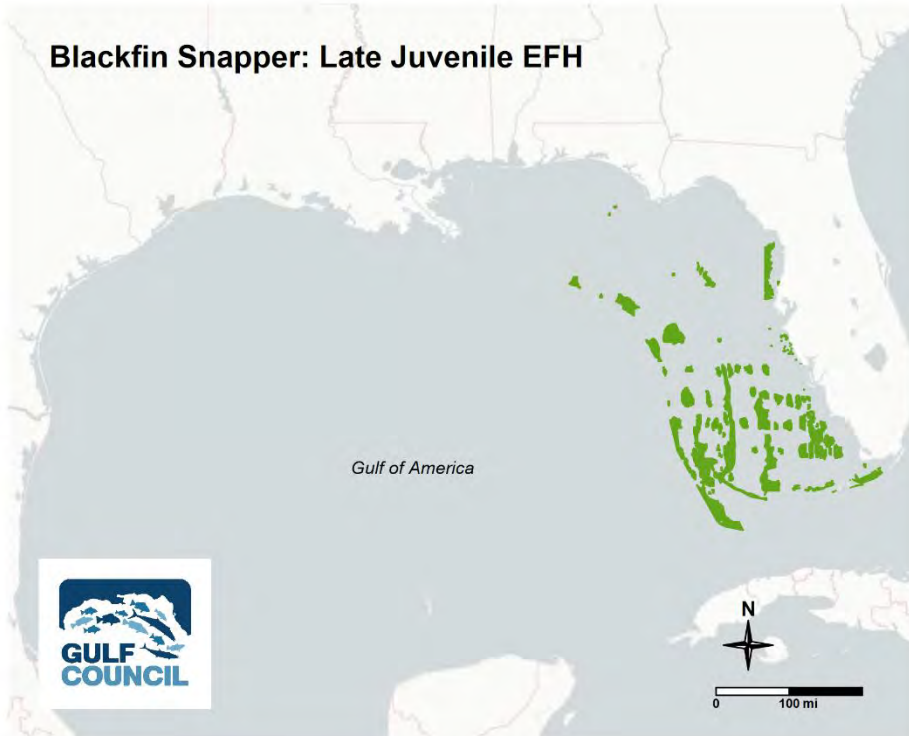 Blackfin Snapper: Late Juvenile EFH
Gulf of America
GULF
COUNCIL
N
0 100 mi